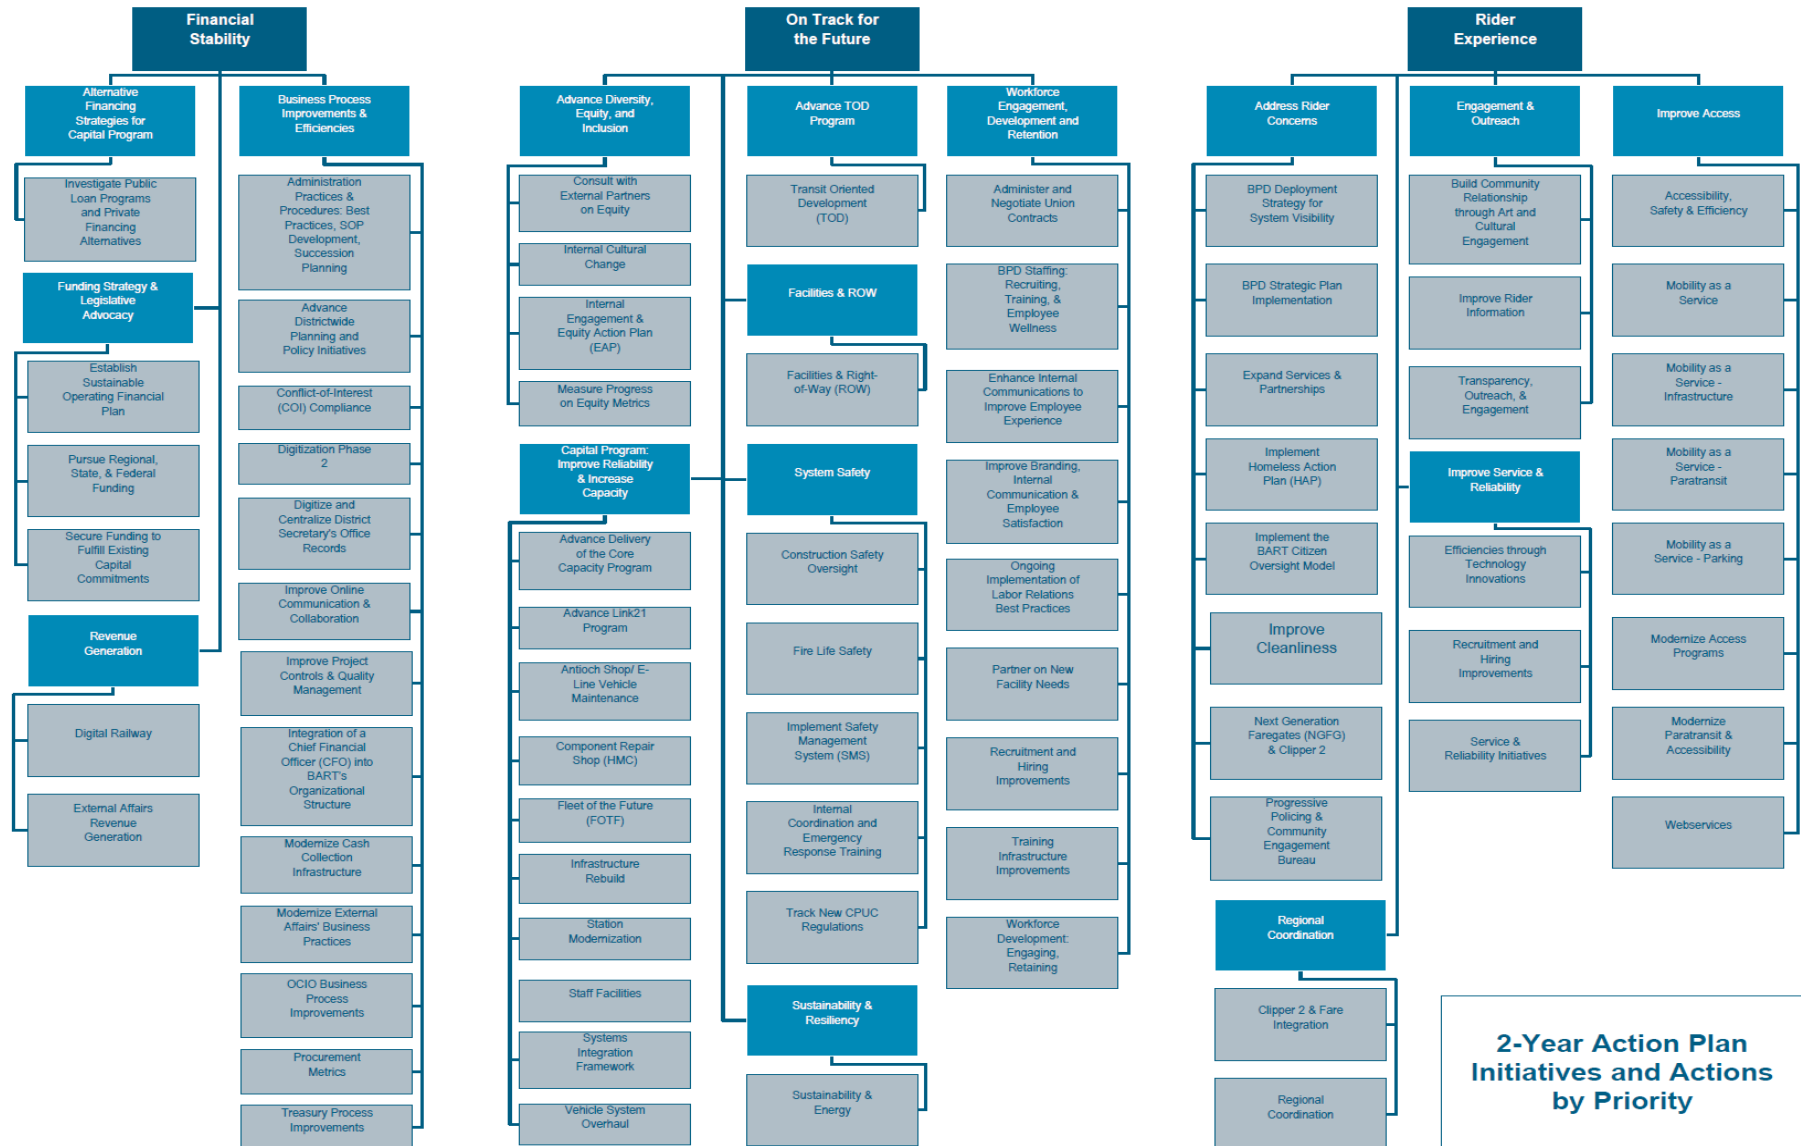 Financial
Stability
Alternative
Financing
Strategies for
Capital Program
Investigate Public
Loan Programs
and Private
Financing
Alternatives
Funding Strategy &
Legislative
Advocacy
Establish
Sustainable
Operating Financial
Plan
Pursue Regional,
State, & Federal
Funding
Secure Funding to
Fulfill Existing
Capital
Commitments
Revenue
Generation
Digital Railway
External Affairs
Revenue
Generation
Business Process
Improvements &
Efficiencies
Administration
Practices &
Procedures: Best
Practices, SOP
Development,
Succession
Planning
Advance
Districtwide
Planning and
Policy Initiatives
Conflict-of-Interest
(COI) Compliance
Digitization Phase
2
Digitize and
Centralize District
Secretary's Office
Records
Improve Online
Communication &
Collaboration
Improve Project
Controls & Quality
Management
Integration of a
Chief Financial
Officer (CFO) into
BART's
Organizational
Structure
Modernize Cash
Collection
Infrastructure
Modernize External
Affairs' Business
Practices
OCIO Business
Process
Improvements
Procurement
Metrics
Treasury Process
Improvements
On Track for
the Future
Advance Diversity,
Equity, and
Inclusion
Consult with
External Partners
on Equity
Internal Cultural
Change
Internal
Engagement &
Equity Action Plan
(EAP)
Measure Progress
on Equity Metrics
Capital Program:
Improve Reliability
& Increase
Capacity
Advance Delivery
of the Core
Capacity Program
Advance Link21
Program
Antioch Shop/ E-
Line Vehicle
Maintenance
Component Repair
Shop (HMC)
Fleet of the Future
(FOTF)
Infrastructure
Rebuild
Station
Modernization
Staff Facilities
Systems
Integration
Framework
Vehicle System
Overhaul
Advance TOD
Program
Transit Oriented
Development
(TOD)
Facilities & ROW
Facilities & Right-
of-Way (ROW)
System Safety
Construction Safety
Oversight
Fire Life Safety
Implement Safety
Management
System (SMS)
Internal
Coordination and
Emergency
Response Training
Track New CPUC
Regulations
Sustainability &
Resiliency
Sustainability &
Energy
Workforce
Engagement,
Development and
Retention
Administer and
Negotiate Union
Contracts
BPD Staffing:
Recruiting,
Training, &
Employee
Wellness
Enhance Internal
Communications to
Improve Employee
Experience
Improve Branding,
Internal
Communication &
Employee
Satisfaction
Ongoing
Implementation of
Labor Relations
Best Practices
Partner on New
Facility Needs
Recruitment and
Hiring
Improvements
Training
Infrastructure
Improvements
Workforce
Development:
Engaging,
Retaining
Rider
Experience
Address Rider
Concerns
BPD Deployment
Strategy for
System Visibility
BPD Strategic Plan
Implementation
Expand Services &
Partnerships
Implement
Homeless Action
Plan (HAP)
Implement the
BART Citizen
Oversight Model
Improve
Cleanliness
Next Generation
Faregates (NGFG)
& Clipper 2
Progressive
Policing &
Community
Engagement
Bureau
Regional
Coordination
Clipper 2 & Fare
Integration
Regional
Coordination
Engagement &
Outreach
Build Community
Relationship
through Art and
Cultural
Engagement
Improve Rider
Information
Transparency,
Outreach, &
Engagement
Improve Service &
Reliability
Efficiencies through
Technology
Innovations
Recruitment and
Hiring
Improvements
Service &
Reliability Initiatives
Improve Access
Accessibility,
Safety & Efficiency
Mobility as a
Service
Mobility as a
Service -
Infrastructure
Mobility as a
Service -
Paratransit
Mobility as a
Service - Parking
Modernize Access
Programs
Modernize
Paratransit &
Accessibility
Webservices
2-Year Action Plan
Initiatives and Actions
by Priority